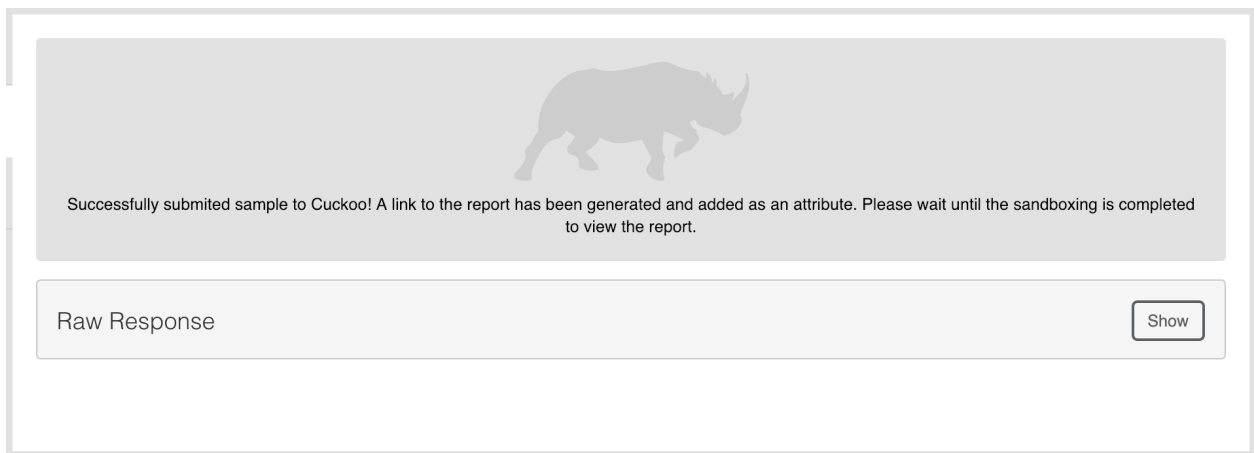 Successfully submited sample to Cuckoo! A link to the report has been generated and added as an attribute. Please wait until the sandboxing is completed
to view the report.
Raw Response
Show